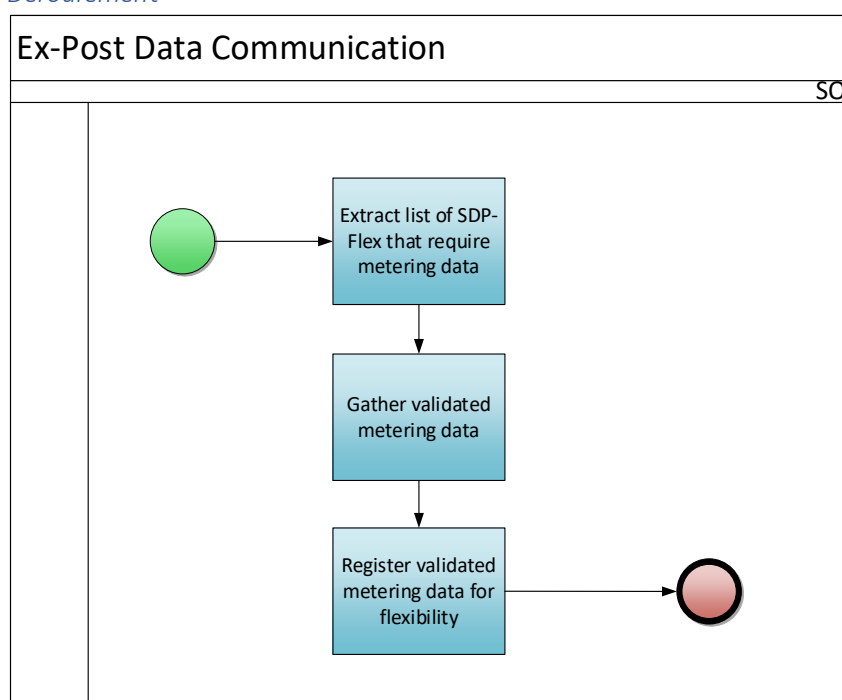 Ex-Post Data Communication
SO
Extract list of SDP-
Flex that require
metering data
Gather validated
metering data
Register validated
metering data for
flexibility